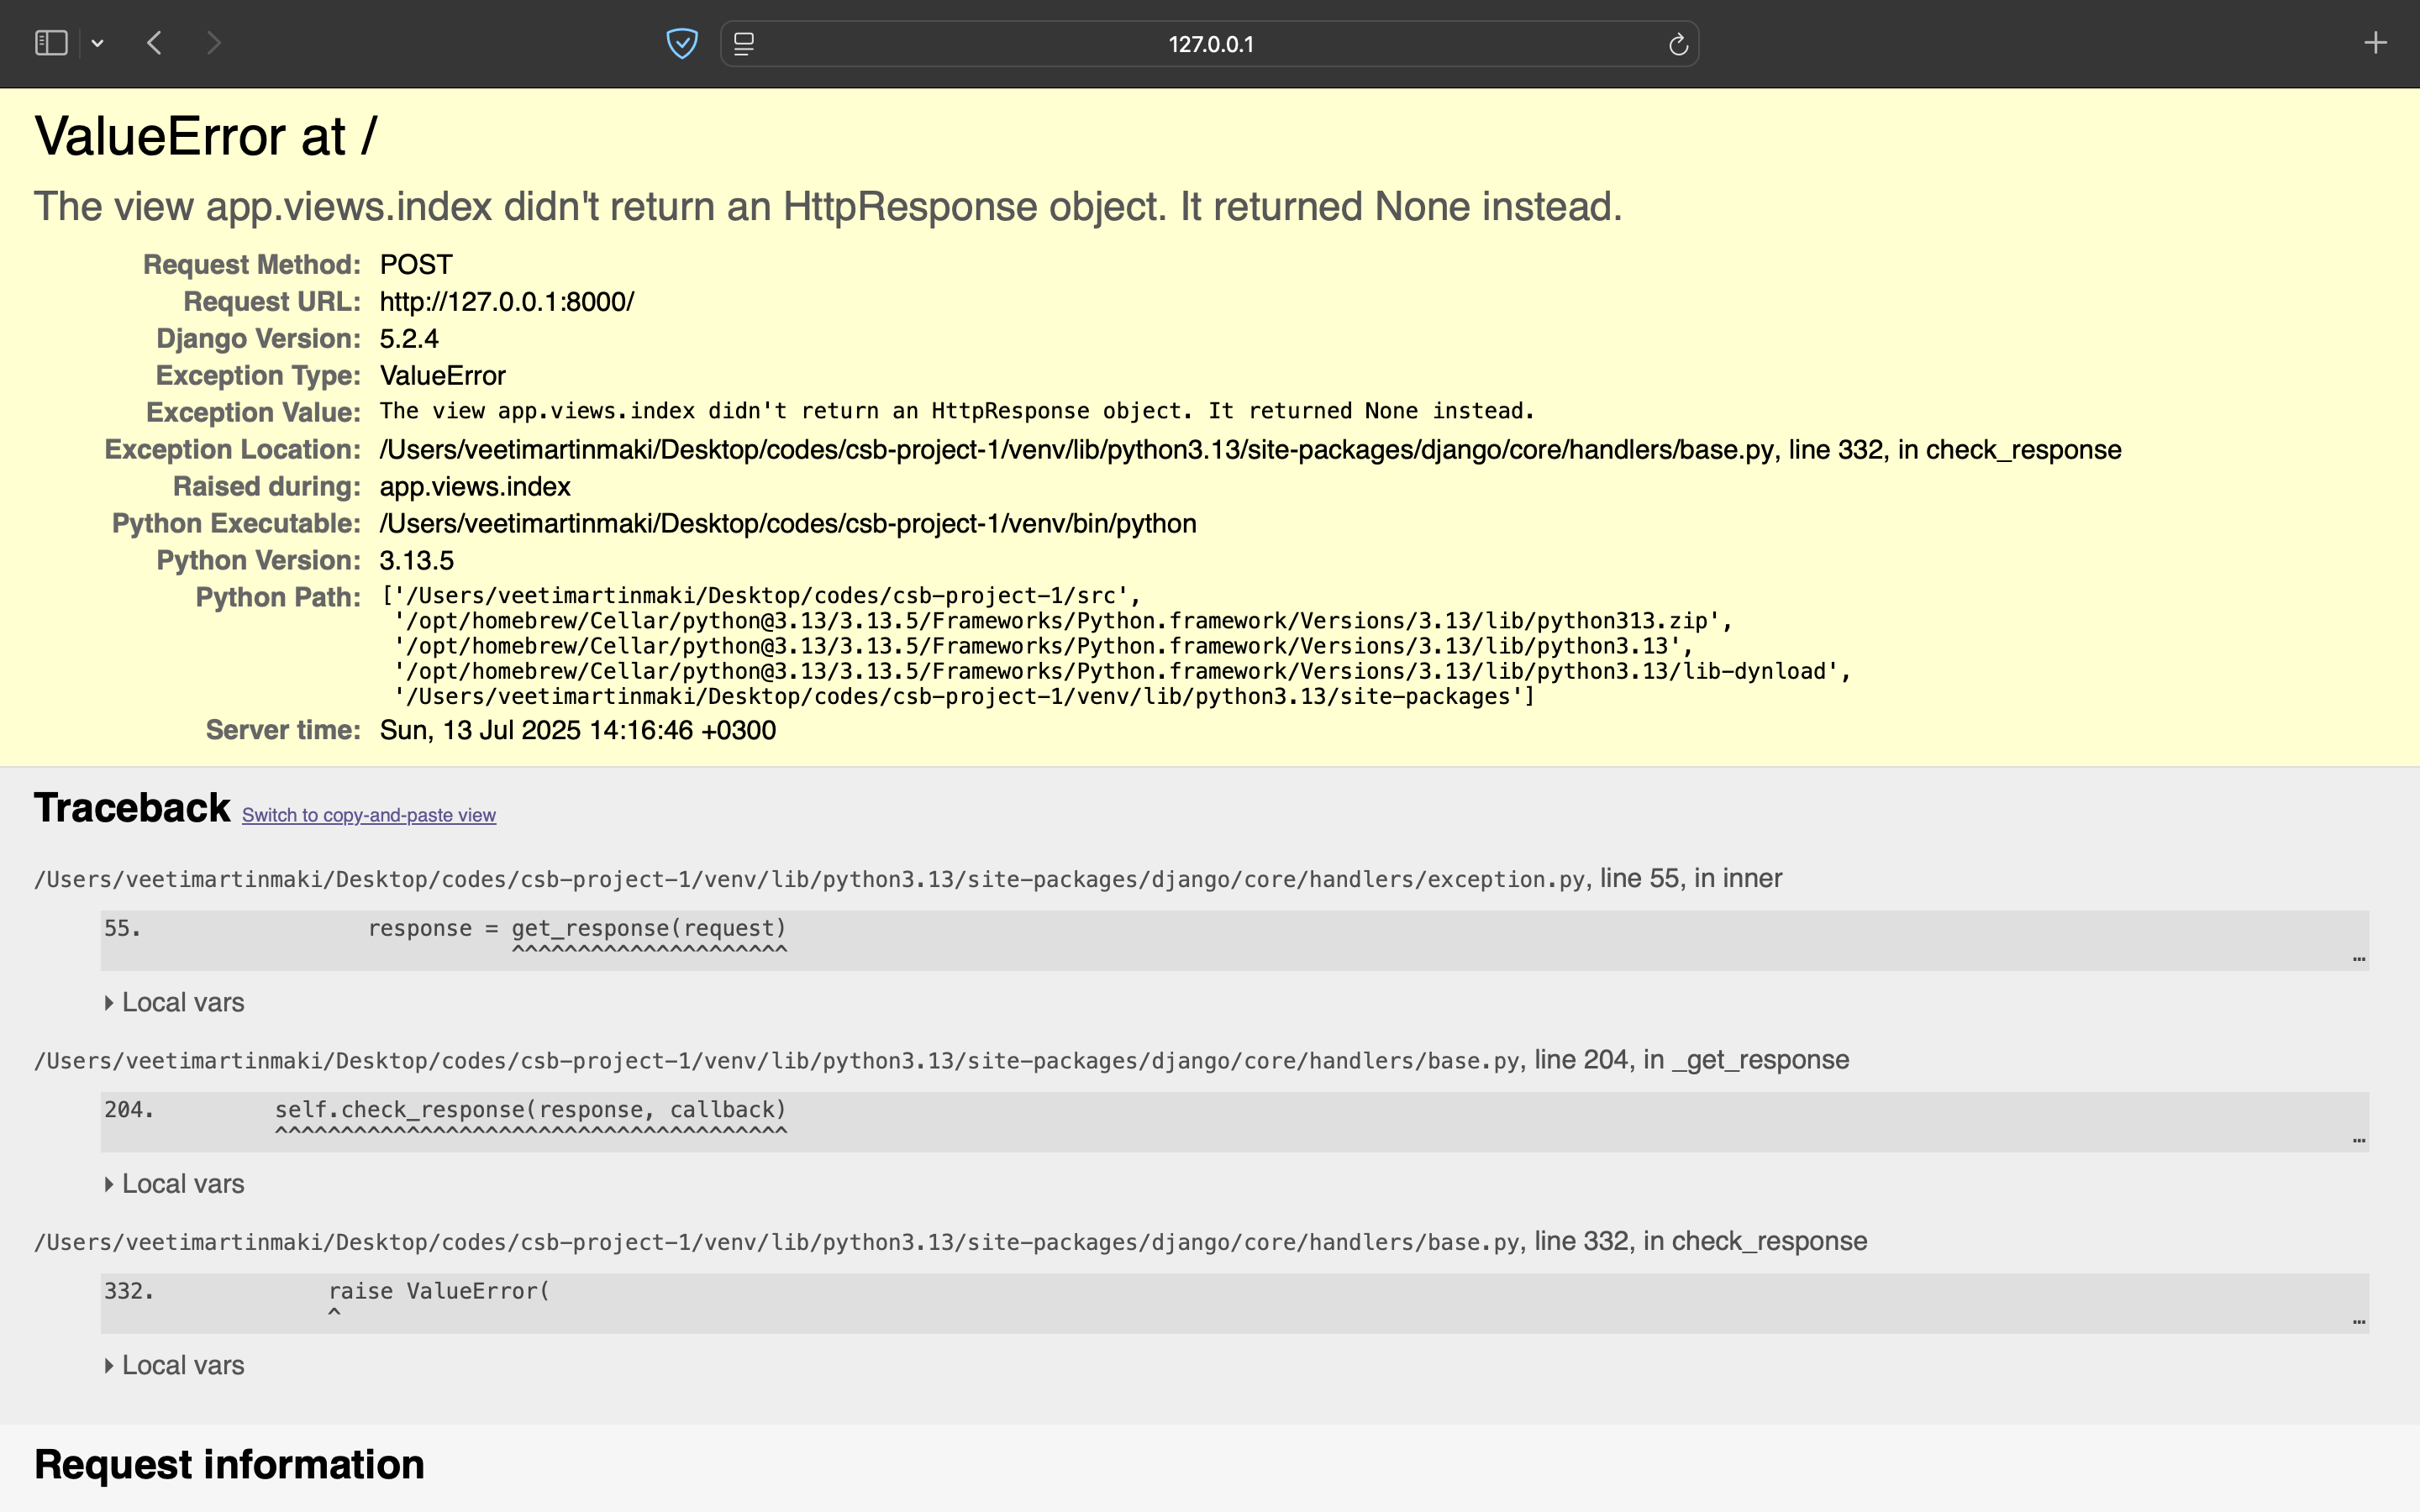 127.0.0.1
ValueError at /
The view app.views.index didn't return an HttpResponse object. It returned None instead.
Request Method: POST
Request URL: http://127.0.0.1:8000/
Django Version: 5.2.4
Exception Type: ValueError
Exception Value: The view app.views.index didn't return an HttpResponse object. It returned None instead.
Exception Location: /Users/veetimartinmaki/Desktop/codes/csb-project-1/venv/lib/python3.13/site-packages/django/core/handlers/base.py, line 332, in check_response
Raised during: app.views.index
Python Executable: /Users/veetimartinmaki/Desktop/codes/csb-project-1/venv/bin/python
Python Version: 3.13.5
Python Path: ['/Users/veetimartinmaki/Desktop/codes/csb-project-1/src',
'/opt/homebrew/Cellar/python@3.13/3.13.5/Frameworks/Python.framework/Versions/3.13/lib/python313.zip',
'/opt/homebrew/Cellar/python@3.13/3.13.5/Frameworks/Python.framework/Versions/3.13/lib/python3.13',
'/opt/homebrew/Cellar/python@3.13/3.13.5/Frameworks/Python.framework/Versions/3.13/lib/python3.13/lib-dynload',
'/Users/veetimartinmaki/Desktop/codes/csb-project-1/venv/lib/python3.13/site-packages']
Server time: Sun, 13 Jul 2025 14:16:46 +0300
Traceback Switch to copy-and-paste view
/Users/veetimartinmaki/Desktop/codes/csb-project-1/venv/lib/python3.13/site-packages/django/core/handlers/exception.py, line 55, in inner
55. response = get_response(request)
^^^^^^^^^^^^^^^^^^^^^ …
Local vars
/Users/veetimartinmaki/Desktop/codes/csb-project-1/venv/lib/python3.13/site-packages/django/core/handlers/base.py, line 204, in _get_response
204. self.check_response(response, callback)
^^^^^^^^^^^^^^^^^^^^^^^^^^^^^^^^^^^^^^^ …
Local vars
/Users/veetimartinmaki/Desktop/codes/csb-project-1/venv/lib/python3.13/site-packages/django/core/handlers/base.py, line 332, in check_response
332. raise ValueError(
^ …
Local vars
Request information